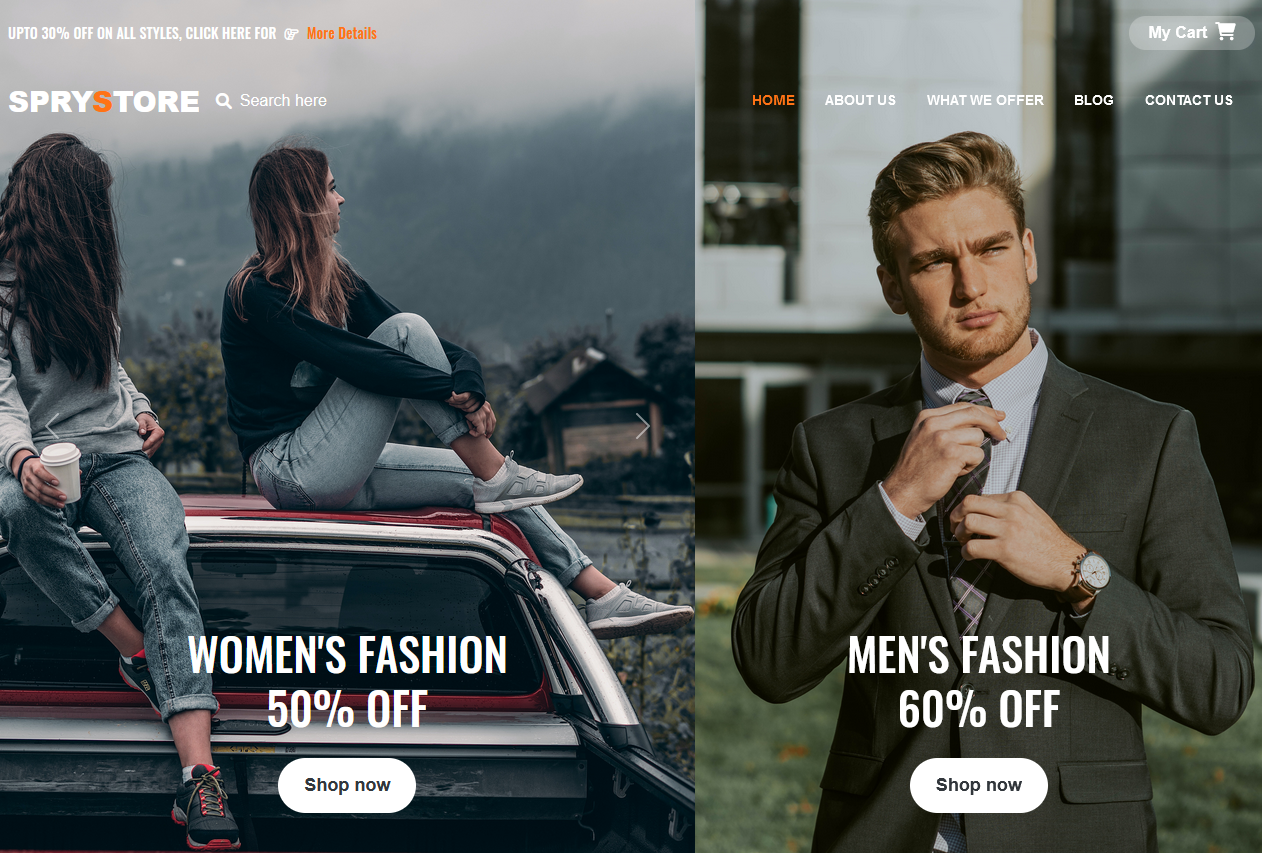 UPTO 30% OFF ON ALL STYLES, CLICK HERE FOR More Details
My Cart
SPRYSTORE
Search here
HOME ABOUT US WHAT WE OFFER BLOG CONTACT US
WOMEN'S FASHION
50% OFF
Shop now
MEN'S FASHION
60% OFF
Shop now